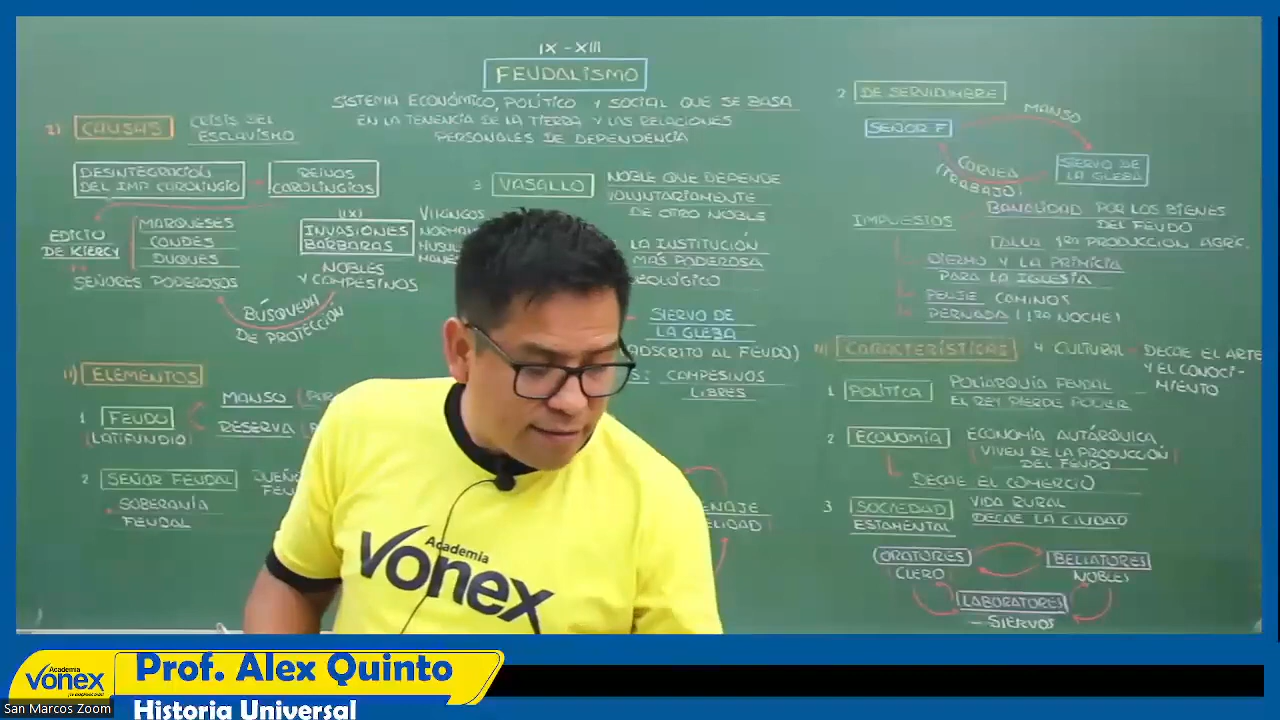 IX - XIII
FEUDALISMO
SISTEMA ECONÓMICO, POLÍTICO Y SOCIAL QUE SE BASA
EN LA TENENCIA DE LA TIERRA Y LAS RELACIONES
PERSONALES DE DEPENDENCIA
I) CAUSAS
CRISIS DEL
ESCLAVISMO
DESINTEGRACIÓN
DEL IMP. CAROLINGIO
REINOS
CAROLINGIOS
EDICTO
DE KIERCY
MARQUESES
CONDES
DUQUES
SEÑORES PODEROSOS
(IX)
INVASIONES
BÁRBARAS
VIKINGOS
NOBLES
Y CAMPESINOS
BÚSQUEDA
DE PROTECCIÓN
II) ELEMENTOS
1 FEUDO
(LATIFUNDIO)
MANSO
RESERVA
2 SEÑOR FEUDAL
SOBERANÍA
FEUDAL
3 VASALLO
NOBLE QUE DEPENDE
VOLUNTARIAMENTE
DE OTRO NOBLE
LA INSTITUCIÓN
MÁS PODEROSA
SIERVO DE
LA GLEBA
(ADSCRITO AL FEUDO)
CAMPESINOS
LIBRES
2 DE SERVIDUMBRE
SEÑOR F
MANSO
CORVEA
(TRABAJO)
SIERVO DE
LA GLEBA
IMPUESTOS
BANALIDAD POR LOS BIENES
DEL FEUDO
TALLA 1RA PRODUCCION AGRIC.
DIEZMO Y LA PRIMICIA
PARA LA IGLESIA
PEAJE CAMINOS
PERNADA (1RA NOCHE)
III) CARACTERÍSTICAS
4 CULTURAL - DECAE EL ARTE
Y EL CONOCI-
MIENTO
1 POLÍTICA
POLIARQUÍA FEUDAL
EL REY PIERDE PODER
2 ECONOMÍA
ECONOMÍA AUTÁRQUICA
(VIVEN DE LA PRODUCCIÓN
DEL FEUDO)
DECAE EL COMERCIO
3 SOCIEDAD
ESTAMENTAL
VIDA RURAL
DECAE LA CIUDAD
ORATORES
CLERO
BELLATORES
NOBLES
LABORATORES
- SIERVOS
Academia
Vonex
Academia
Vonex
Prof. Alex Quinto
Historia Universal
San Marcos Zoom